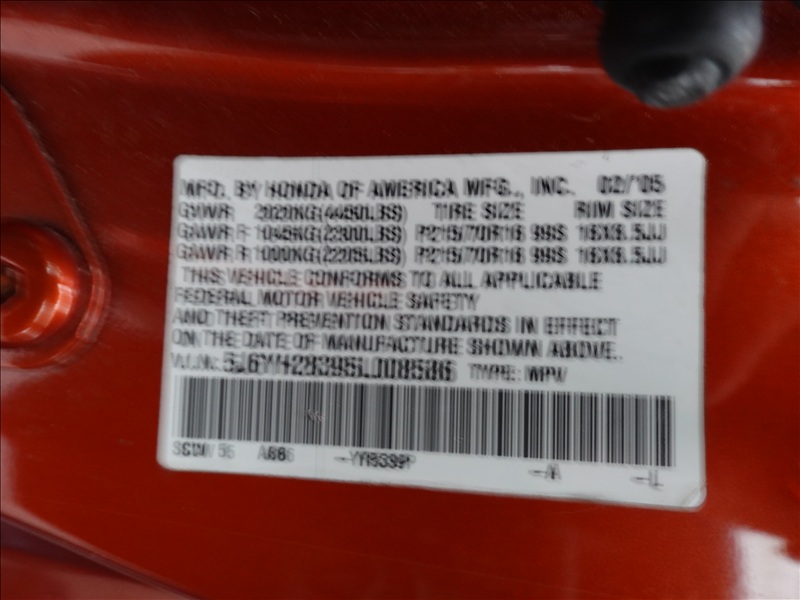 MFD. BY HONDA OF AMERICA MFG., INC. 02/'05
GVWR 2020KG(4450LBS) TIRE SIZE RIM SIZE
GAWR F 1045KG(2300LBS) P215/70R16 99S 16X6.5JJ
GAWR R 1000KG(2205LBS) P215/70R16 99S 16X6.5JJ
THIS VEHICLE CONFORMS TO ALL APPLICABLE
FEDERAL MOTOR VEHICLE SAFETY
AND THEFT PREVENTION STANDARDS IN EFFECT
ON THE DATE OF MANUFACTURE SHOWN ABOVE.
V.I.N.: TYPE: MPV